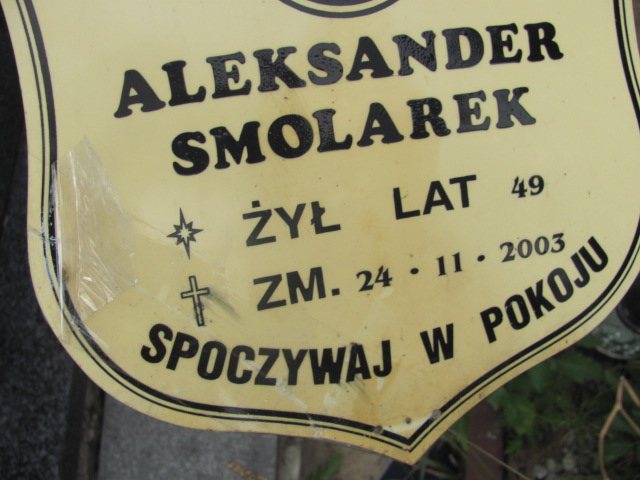 ALEKSANDER
SMOLAREK
ŻYŁ LAT 49
ZM. 24 · 11 · 2003
SPOCZYWAJ W POKOJU